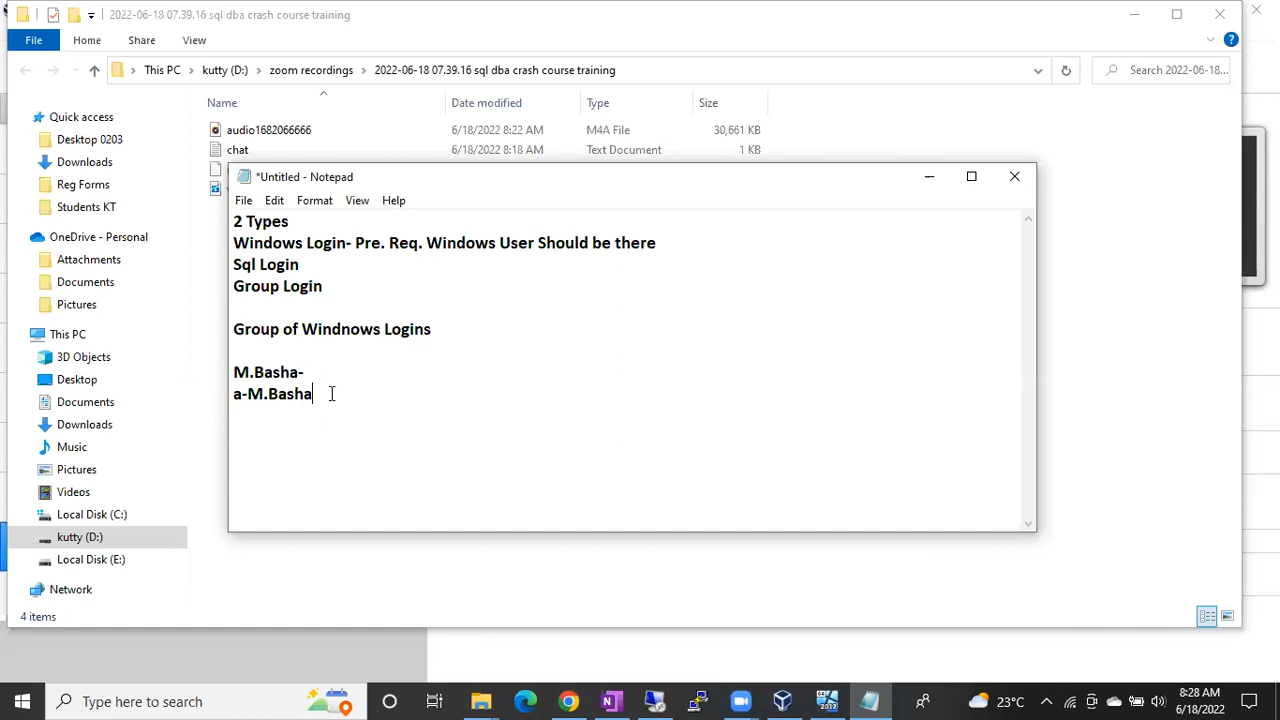 2022-06-18 07.39.16 sql dba crash course training
File Home Share View
This PC kutty (D:) zoom recordings 2022-06-18 07.39.16 sql dba crash course training
Search 2022-06-18...
Name Date modified Type Size
audio1682066666 6/18/2022 8:22 AM M4A File 30,661 KB
chat 6/18/2022 8:18 AM Text Document 1 KB
Quick access
Desktop 0203
Downloads
Reg Forms
Students KT
OneDrive - Personal
Attachments
Documents
Pictures
This PC
3D Objects
Desktop
Documents
Downloads
Music
Pictures
Videos
Local Disk (C:)
kutty (D:)
Local Disk (E:)
Network
4 items
*Untitled - Notepad
File Edit Format View Help
2 Types
Windows Login- Pre. Req. Windows User Should be there
Sql Login
Group Login
Group of Windnows Logins
M.Basha-
a-M.Basha
Type here to search
2017
23°C
8:28 AM
6/18/2022